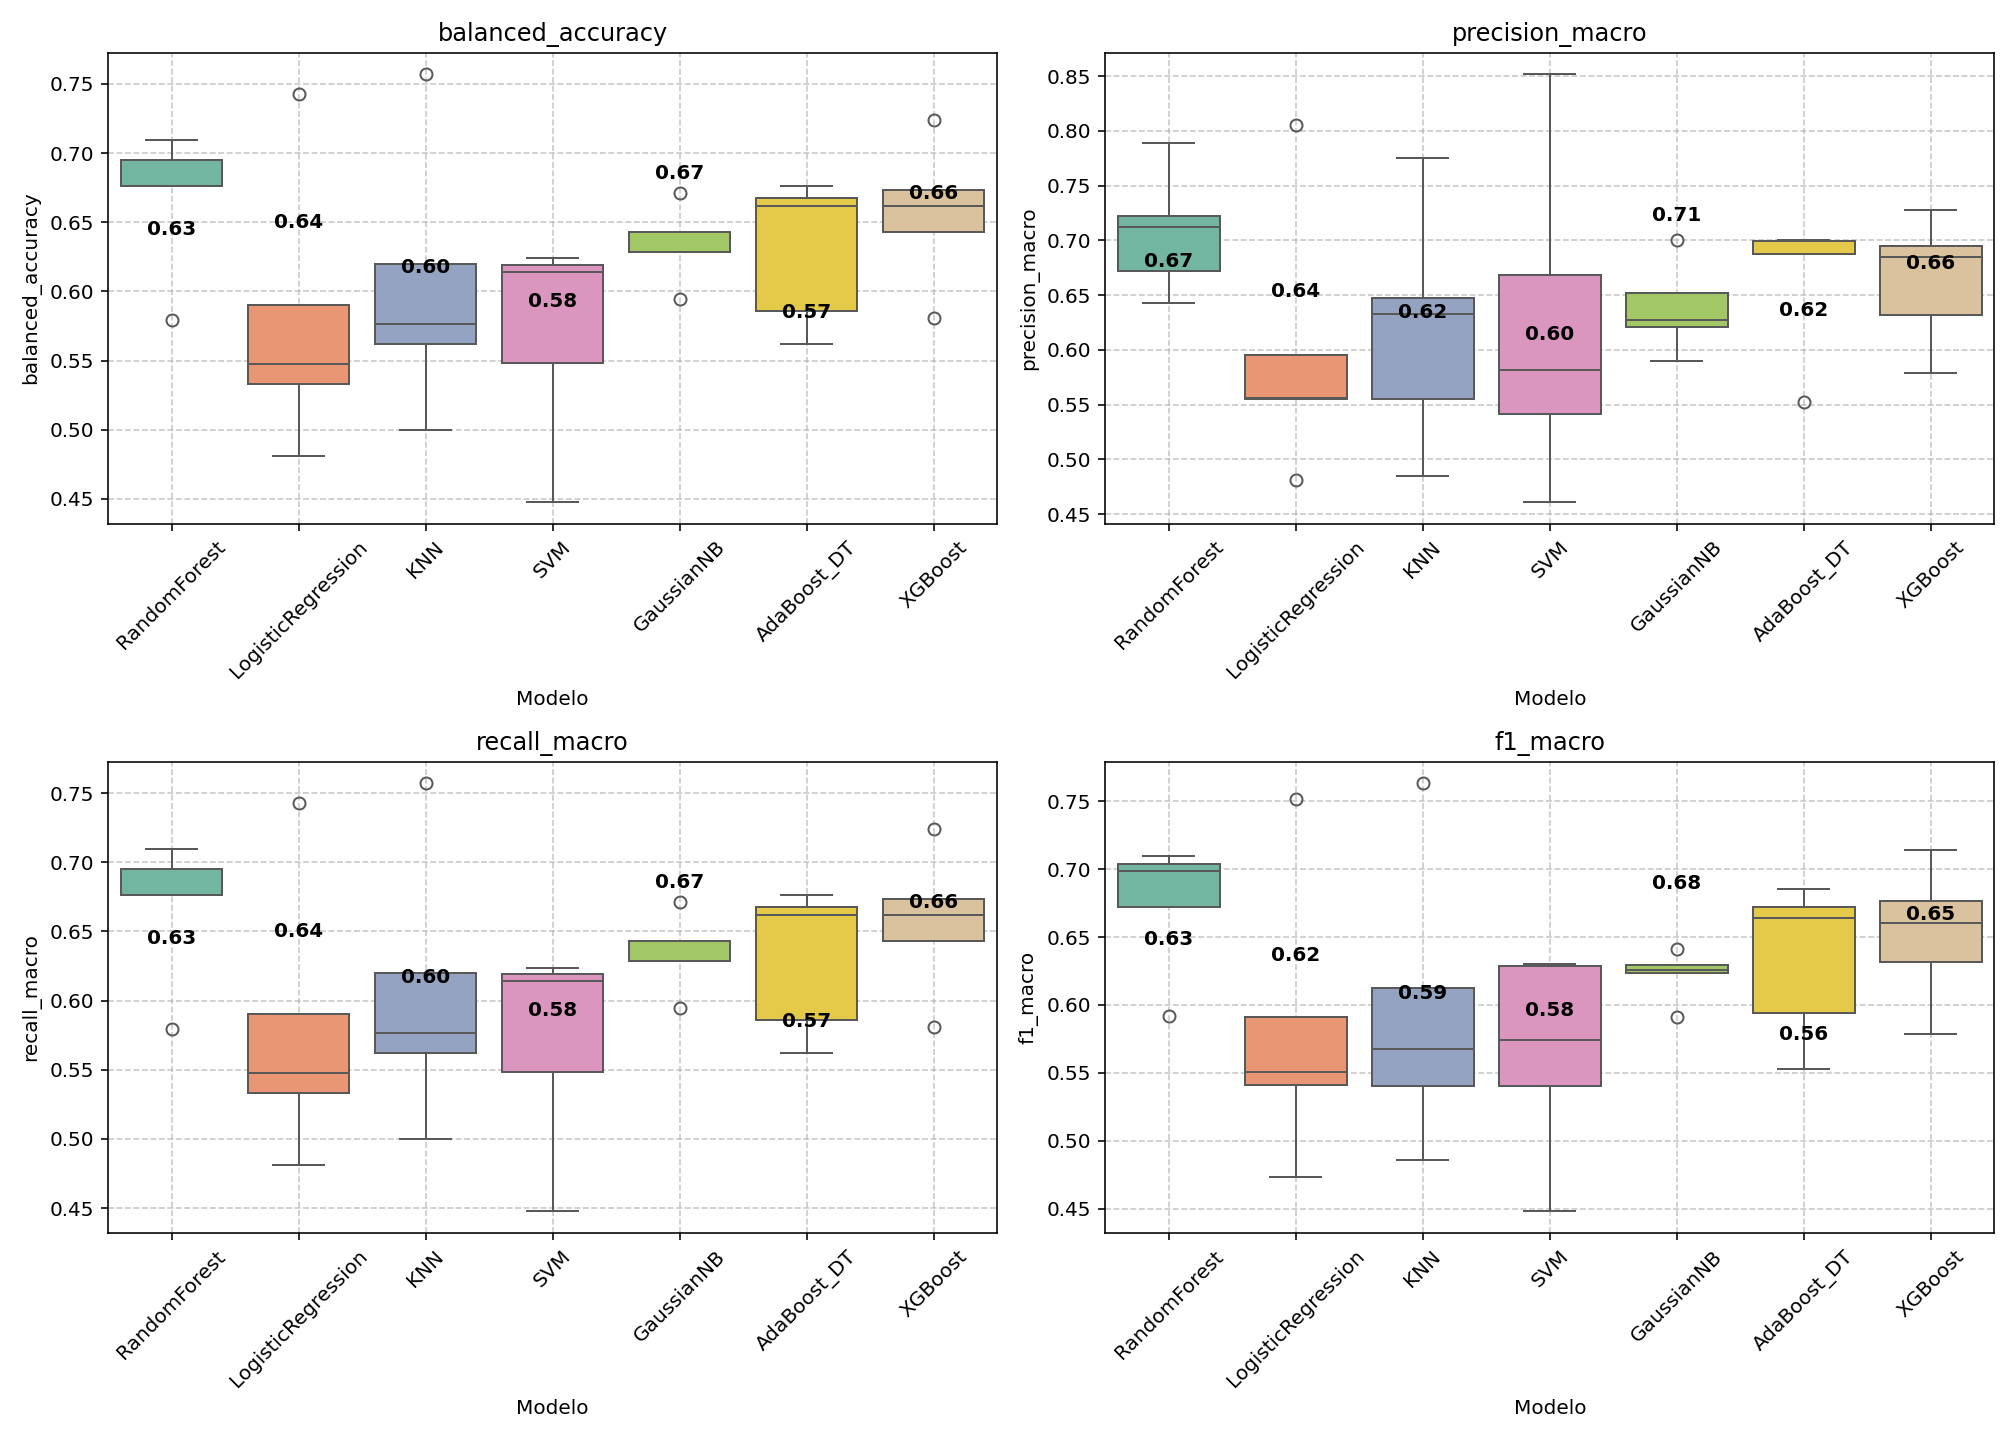 balanced_accuracy
balanced_accuracy
0.75
0.70
0.65
0.60
0.55
0.50
0.45
0.63
0.64
0.60
0.58
0.67
0.57
0.66
RandomForest
LogisticRegression
KNN
SVM
GaussianNB
AdaBoost_DT
XGBoost
Modelo
precision_macro
precision_macro
0.85
0.80
0.75
0.70
0.65
0.60
0.55
0.50
0.45
0.67
0.64
0.62
0.60
0.71
0.62
0.66
RandomForest
LogisticRegression
KNN
SVM
GaussianNB
AdaBoost_DT
XGBoost
Modelo
recall_macro
recall_macro
0.75
0.70
0.65
0.60
0.55
0.50
0.45
0.63
0.64
0.60
0.58
0.67
0.57
0.66
RandomForest
LogisticRegression
KNN
SVM
GaussianNB
AdaBoost_DT
XGBoost
Modelo
f1_macro
f1_macro
0.75
0.70
0.65
0.60
0.55
0.50
0.45
0.63
0.62
0.59
0.58
0.68
0.56
0.65
RandomForest
LogisticRegression
KNN
SVM
GaussianNB
AdaBoost_DT
XGBoost
Modelo